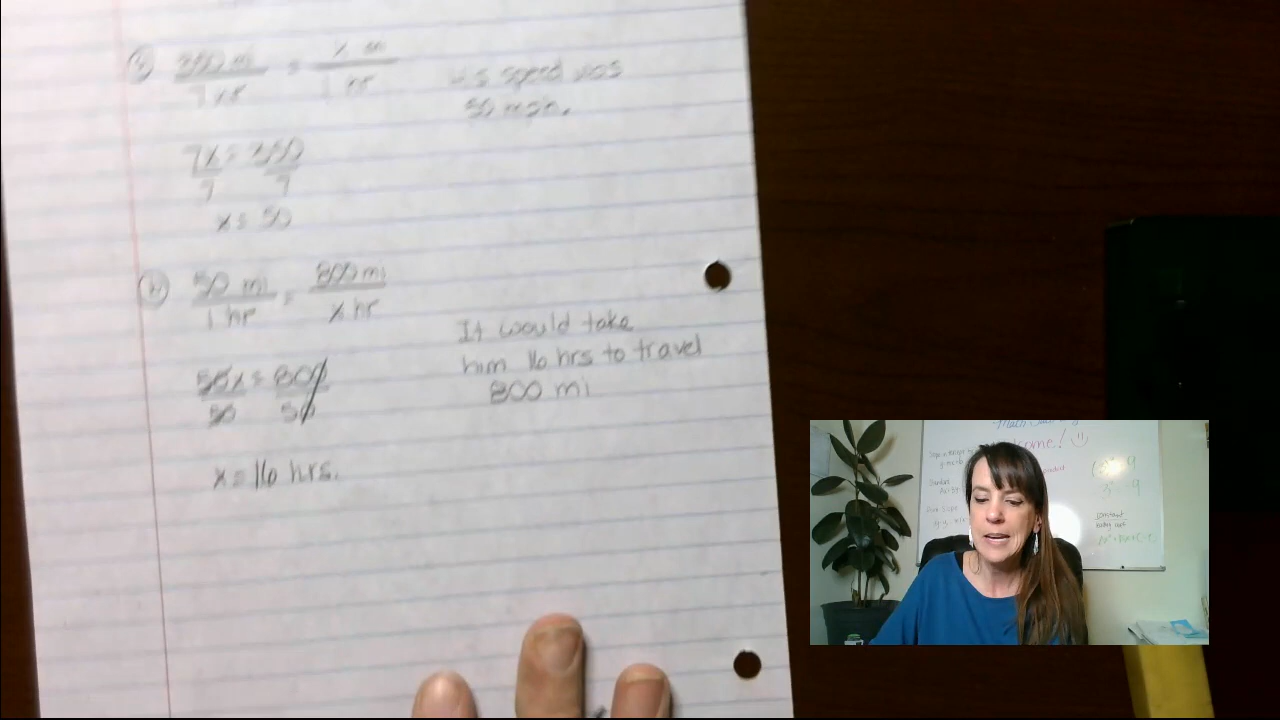 350 mi = x mi
7 hr 1 hr
his speed was
50 mph.
7x = 350
7 7
x = 50
b 50 mi = 800 mi
1 hr x hr
It would take
him 16 hrs to travel
800 mi
50x = 800
50 50
x = 16 hrs.
Welcome!